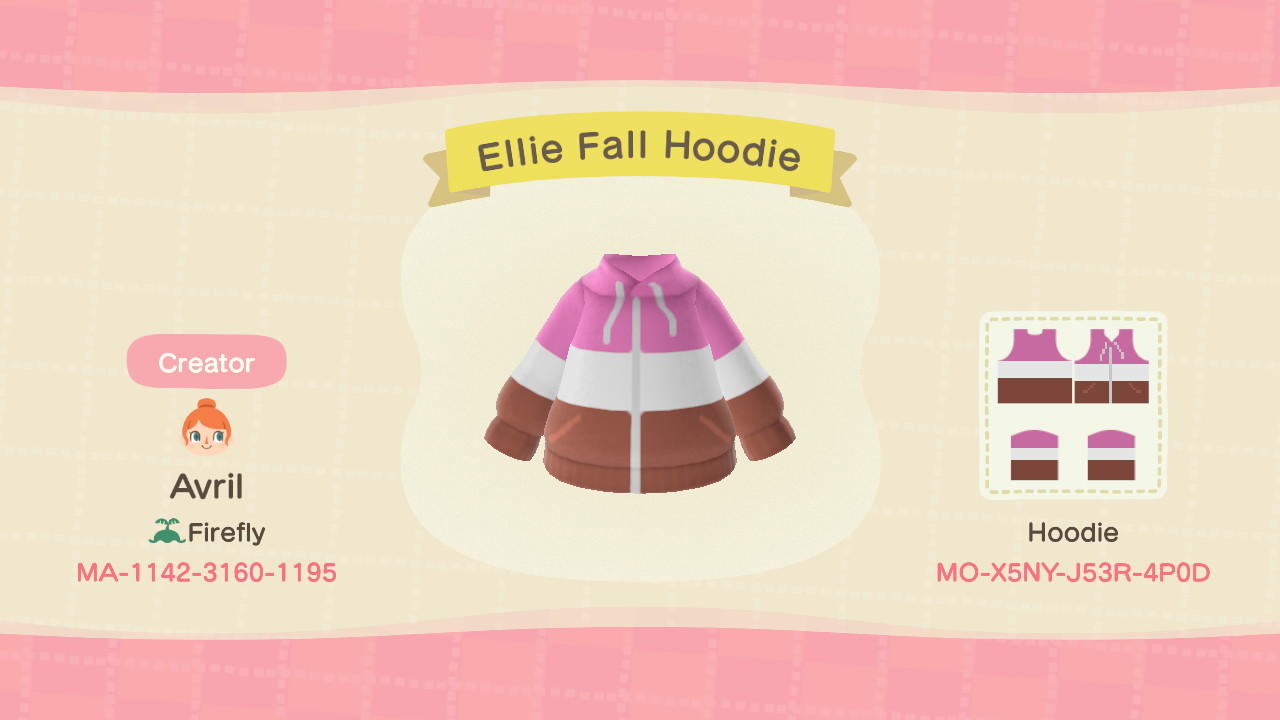 Ellie Fall Hoodie
Creator
Avril
Firefly
MA-1142-3160-1195
Hoodie
MO-X5NY-J53R-4P0D